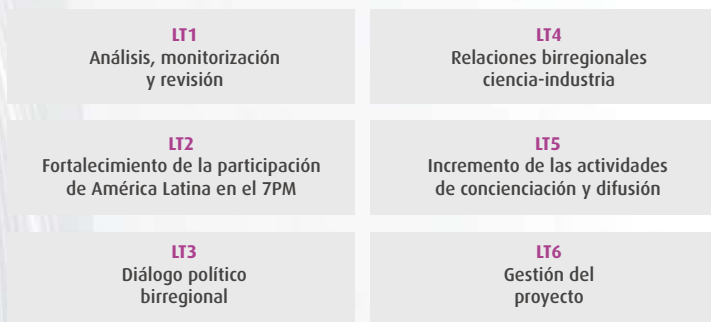 LT1
Análisis, monitorización
y revisión
LT4
Relaciones birregionales
ciencia-industria
LT2
Fortalecimiento de la participación
de América Latina en el 7PM
LT5
Incremento de las actividades
de concienciación y difusión
LT3
Diálogo político
birregional
LT6
Gestión del
proyecto